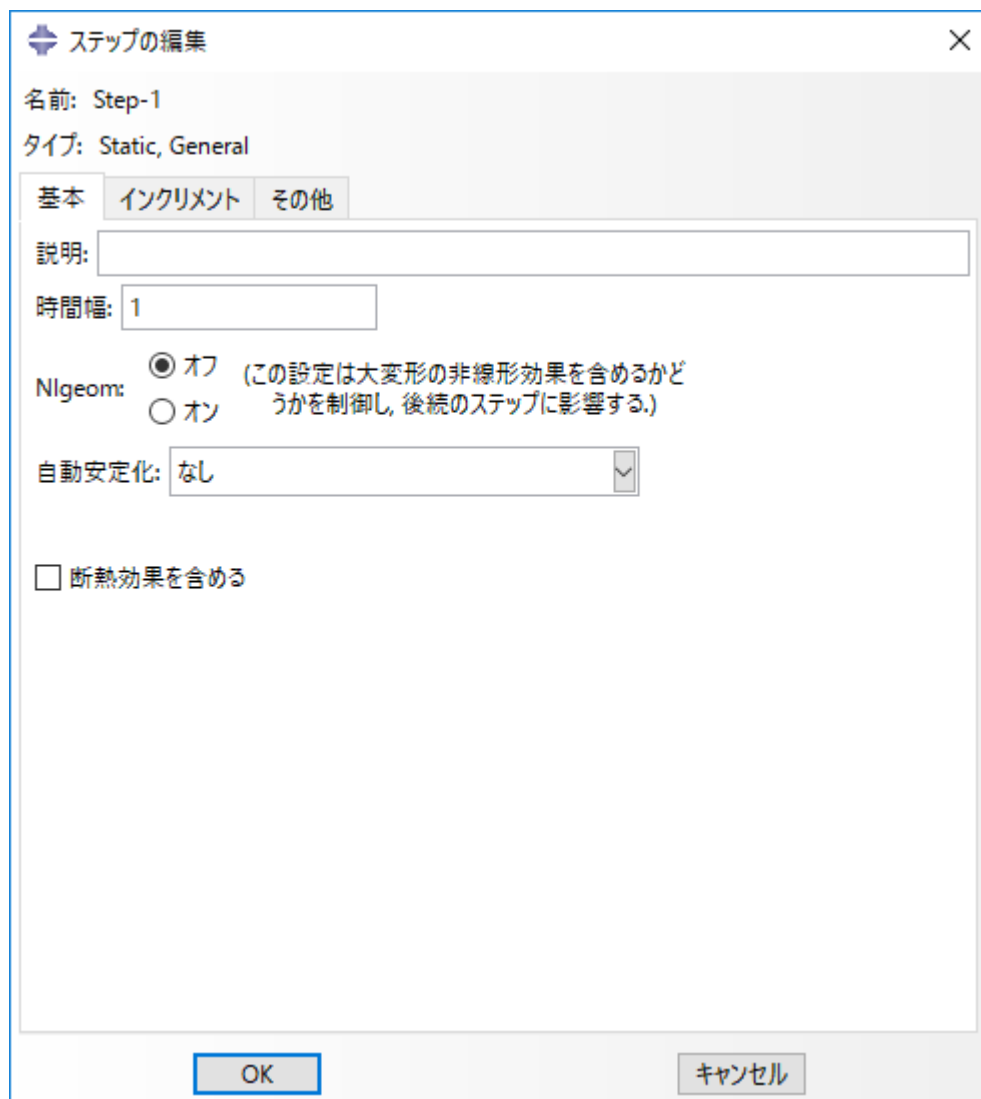 ステップの編集
名前: Step-1
タイプ: Static, General
基本 インクリメント その他
説明:
時間幅: 1
Nlgeom: オフ オン (この設定は大変形の非線形効果を含めるかど
うかを制御し, 後続のステップに影響する.)
自動安定化: なし
断熱効果を含める
OK キャンセル